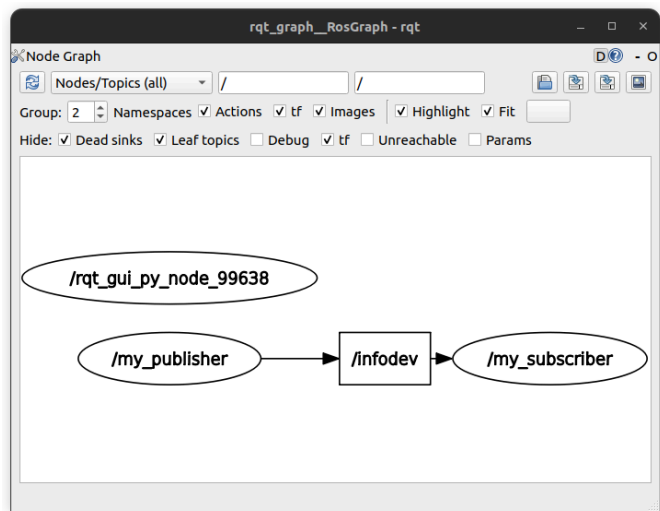 rqt_graph__RosGraph - rqt
Node Graph D - O
Nodes/Topics (all) / /
Group: 2 Namespaces Actions tf Images Highlight Fit
Hide: Dead sinks Leaf topics Debug tf Unreachable Params
/rqt_gui_py_node_99638
/my_publisher /infodev /my_subscriber